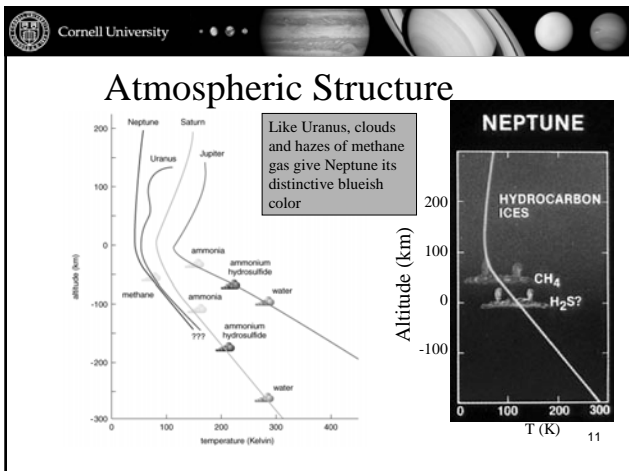 Cornell University
Atmospheric Structure
Neptune
Saturn
Uranus
Jupiter
200
100
0
-100
-200
-300
altitude (km)
ammonia
ammonium
hydrosulfide
water
methane
ammonia
???
ammonium
hydrosulfide
water
0
100
200
300
400
temperature (Kelvin)
Like Uranus, clouds
and hazes of methane
gas give Neptune its
distinctive blueish
color
NEPTUNE
HYDROCARBON
ICES
CH4
H2S?
200
100
0
-100
Altitude (km)
0
100
200
300
T (K)
11